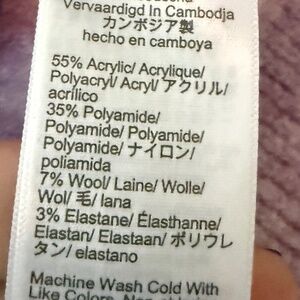 Vervaardigd In Cambodja
カンボジア製
hecho en camboya
55% Acrylic/ Acrylique/
Polyacryl/ Acryl/ アクリル/
acrílico
35% Polyamide/
Polyamide/ Polyamide/
Polyamide/ ナイロン/
poliamida
7% Wool/ Laine/ Wolle/
Wol/ 毛/ lana
3% Elastane/ Élasthanne/
Elastan/ Elastaan/ ポリウレ
タン/ elastano
Machine Wash Cold With
Like Colors.